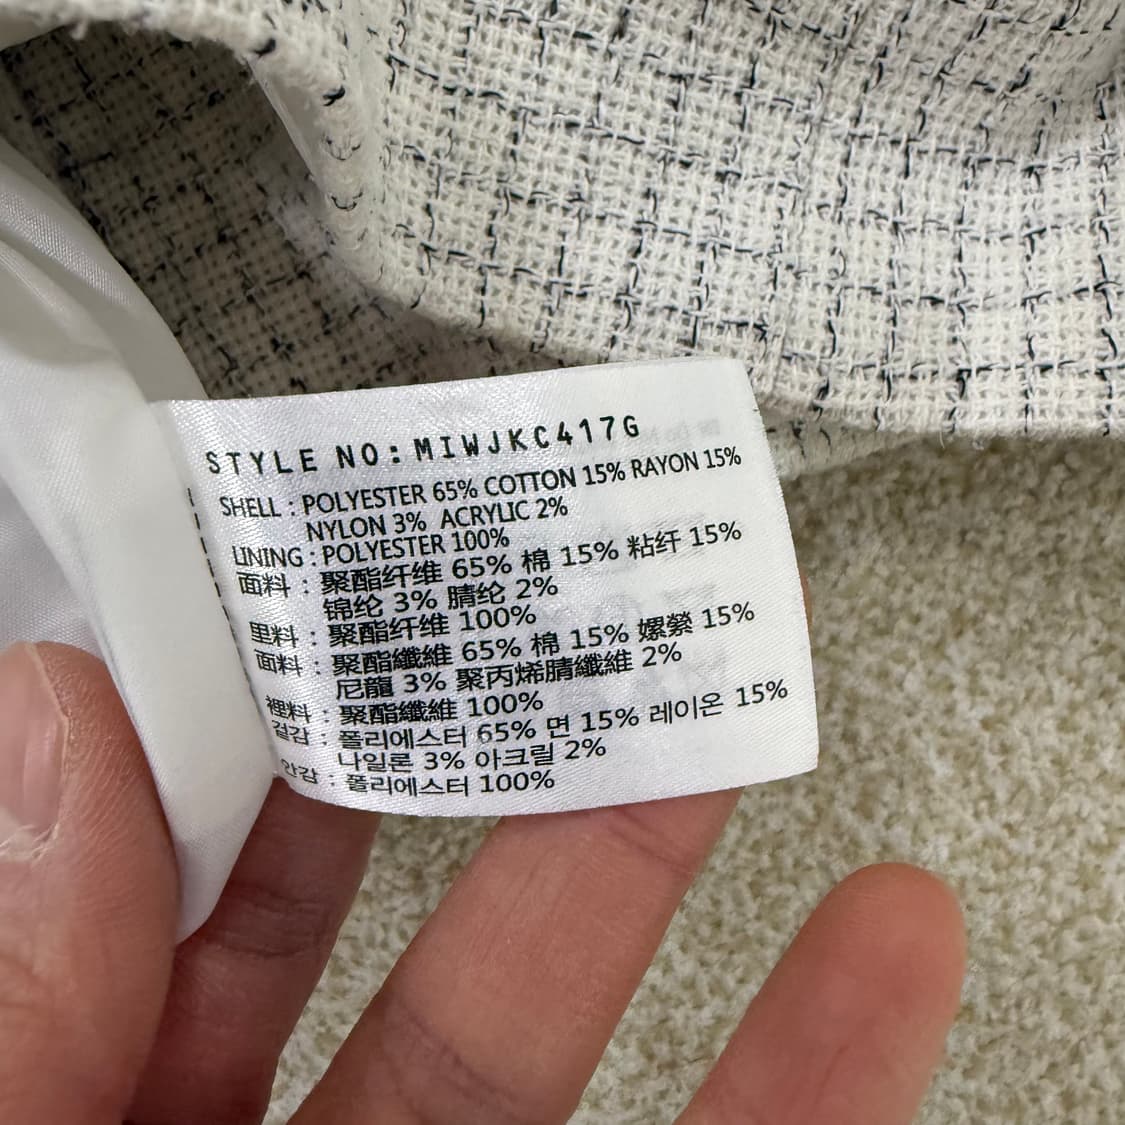 STYLE NO: MIWJKC417G
SHELL : POLYESTER 65% COTTON 15% RAYON 15%
NYLON 3% ACRYLIC 2%
LINING : POLYESTER 100%
面料 : 聚酯纤维 65% 棉 15% 粘纤 15%
锦纶 3% 腈纶 2%
里料 : 聚酯纤维 100%
面料 : 聚酯纖維 65% 棉 15% 嫘縈 15%
尼龍 3% 聚丙烯腈纖維 2%
裡料 : 聚酯纖維 100%
겉감 : 폴리에스터 65% 면 15% 레이온 15%
나일론 3% 아크릴 2%
안감 : 폴리에스터 100%